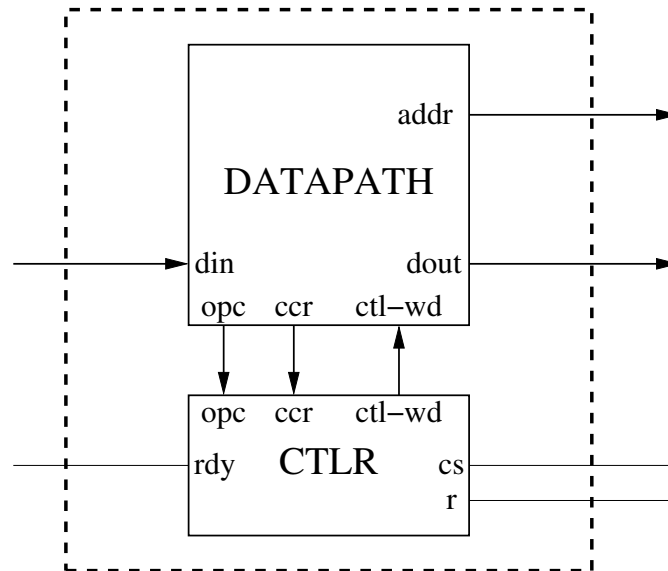 addr
DATAPATH
din dout
opc ccr ctl-wd
opc ccr ctl-wd
rdy CTLR cs
r